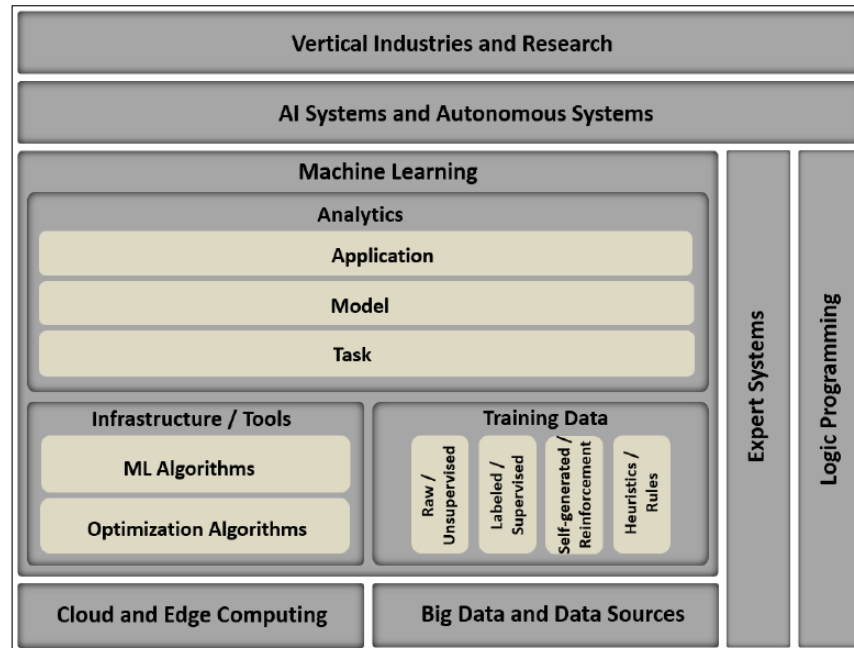 Vertical Industries and Research
AI Systems and Autonomous Systems
Machine Learning
Analytics
Application
Model
Task
Infrastructure / Tools
ML Algorithms
Optimization Algorithms
Training Data
Raw /
Unsupervised
Labeled /
Supervised
Self-generated /
Reinforcement
Heuristics /
Rules
Expert Systems
Logic Programming
Cloud and Edge Computing
Big Data and Data Sources